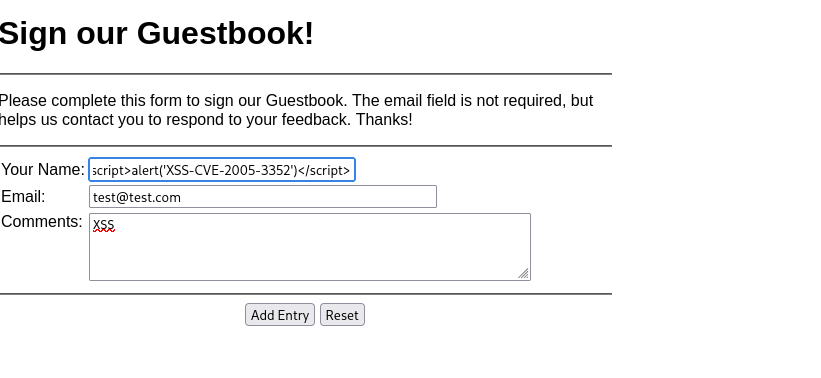 Sign our Guestbook!
Please complete this form to sign our Guestbook. The email field is not required, but
helps us contact you to respond to your feedback. Thanks!
Your Name: script>alert('XSS-CVE-2005-3352')</script>
Email: test@test.com
Comments: XSS
Add Entry Reset